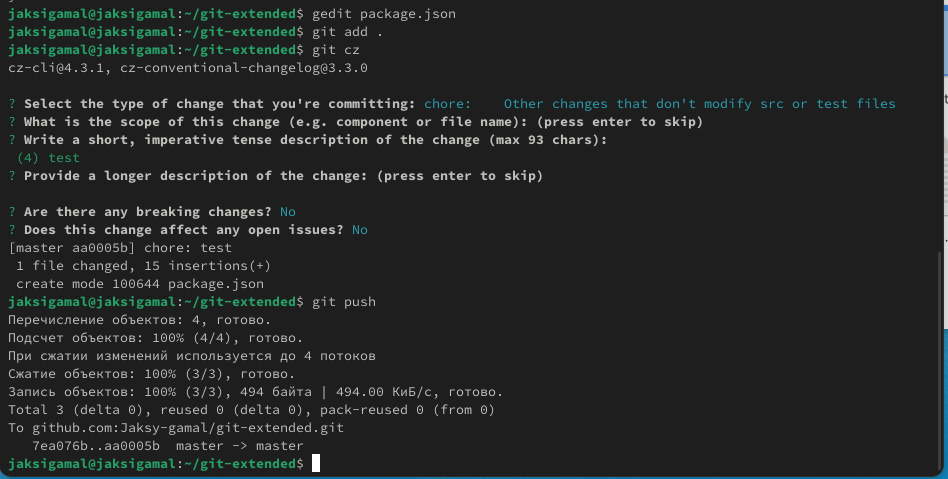 jaksigamal@jaksigamal:~/git-extended$ gedit package.json
jaksigamal@jaksigamal:~/git-extended$ git add .
jaksigamal@jaksigamal:~/git-extended$ git cz
cz-cli@4.3.1, cz-conventional-changelog@3.3.0
? Select the type of change that you're committing: chore:    Other changes that don't modify src or test files
? What is the scope of this change (e.g. component or file name): (press enter to skip)
? Write a short, imperative tense description of the change (max 93 chars):
(4) test
? Provide a longer description of the change: (press enter to skip)
? Are there any breaking changes? No
? Does this change affect any open issues? No
[master aa0005b] chore: test
1 file changed, 15 insertions(+)
create mode 100644 package.json
jaksigamal@jaksigamal:~/git-extended$ git push
Перечисление объектов: 4, готово.
Подсчет объектов: 100% (4/4), готово.
При сжатии изменений используется до 4 потоков
Сжатие объектов: 100% (3/3), готово.
Запись объектов: 100% (3/3), 494 байта | 494.00 КиБ/с, готово.
Total 3 (delta 0), reused 0 (delta 0), pack-reused 0 (from 0)
To github.com:Jaksy-gamal/git-extended.git
7ea076b..aa0005b  master -> master
jaksigamal@jaksigamal:~/git-extended$